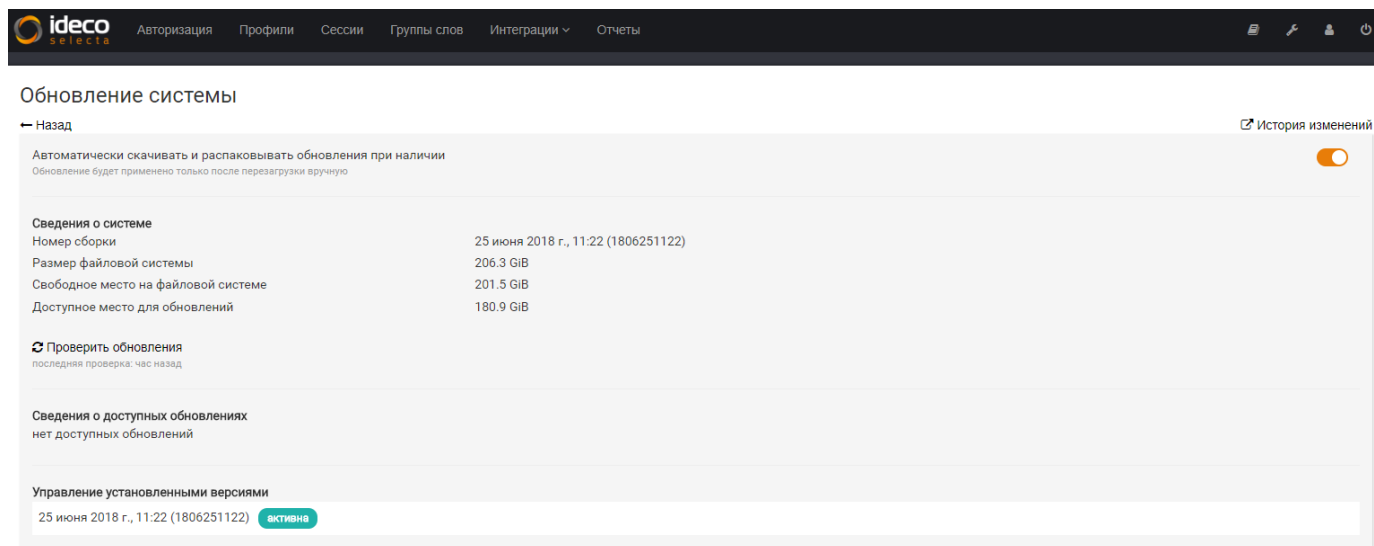 ideco
selecta
Авторизация Профили Сессии Группы слов Интеграции Отчеты
Обновление системы
Назад
История изменений
Автоматически скачивать и распаковывать обновления при наличии
Обновление будет применено только после перезагрузки вручную
Сведения о системе
Номер сборки 25 июня 2018 г., 11:22 (1806251122)
Размер файловой системы 206.3 GiB
Свободное место на файловой системе 201.5 GiB
Доступное место для обновлений 180.9 GiB
Проверить обновления
последняя проверка: час назад
Сведения о доступных обновлениях
нет доступных обновлений
Управление установленными версиями
25 июня 2018 г., 11:22 (1806251122) активна